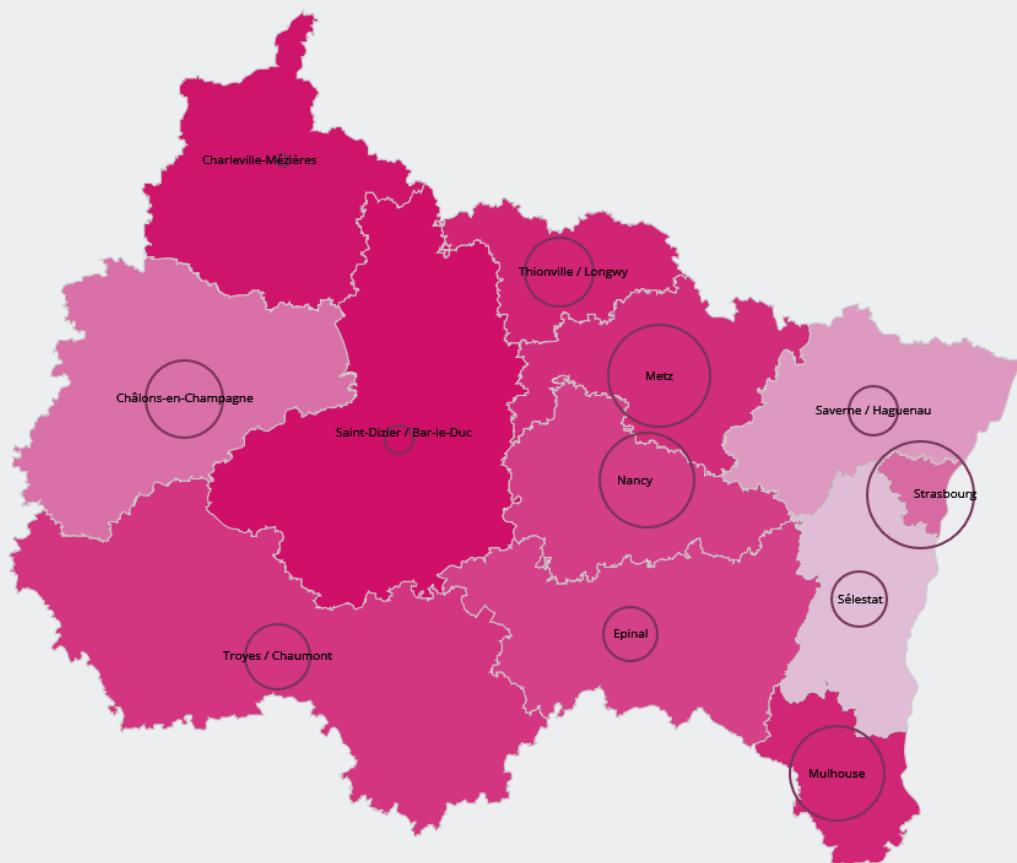 Charleville-Mézières
Thionville / Longwy
Metz
Châlons-en-Champagne
Saverne / Haguenau
Saint-Dizier / Bar-le-Duc
Nancy
Strasbourg
Sélestat
Epinal
Troyes / Chaumont
Mulhouse